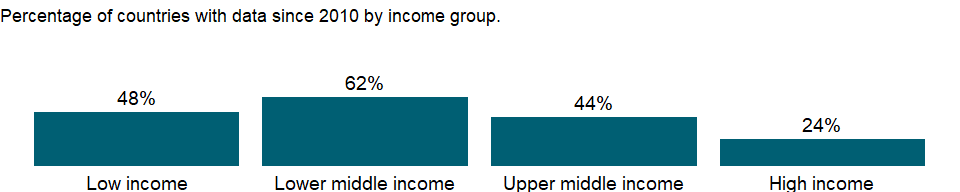 Percentage of countries with data since 2010 by income group.
62%
48%
44%
24%
Low income
Lower middle income
Upper middle income
High income